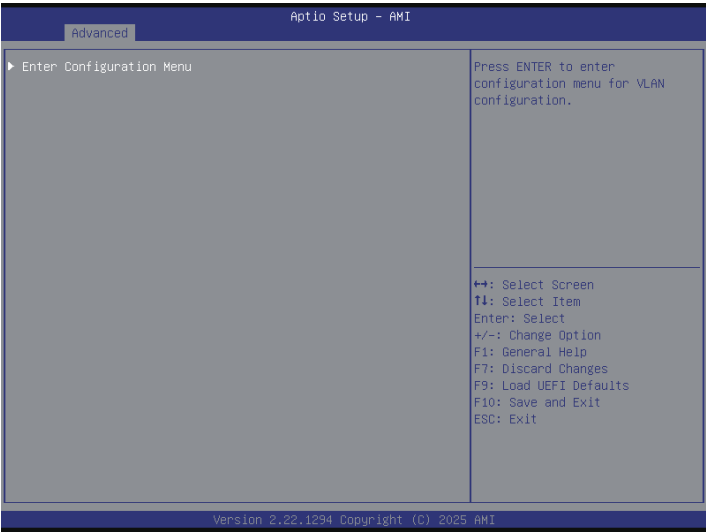 Aptio Setup – AMI
Advanced
▶ Enter Configuration Menu
Press ENTER to enter
configuration menu for VLAN
configuration.
↔: Select Screen
↑↓: Select Item
Enter: Select
+/-: Change Option
F1: General Help
F7: Discard Changes
F9: Load UEFI Defaults
F10: Save and Exit
ESC: Exit
Version 2.22.1294 Copyright (C) 2025 AMI